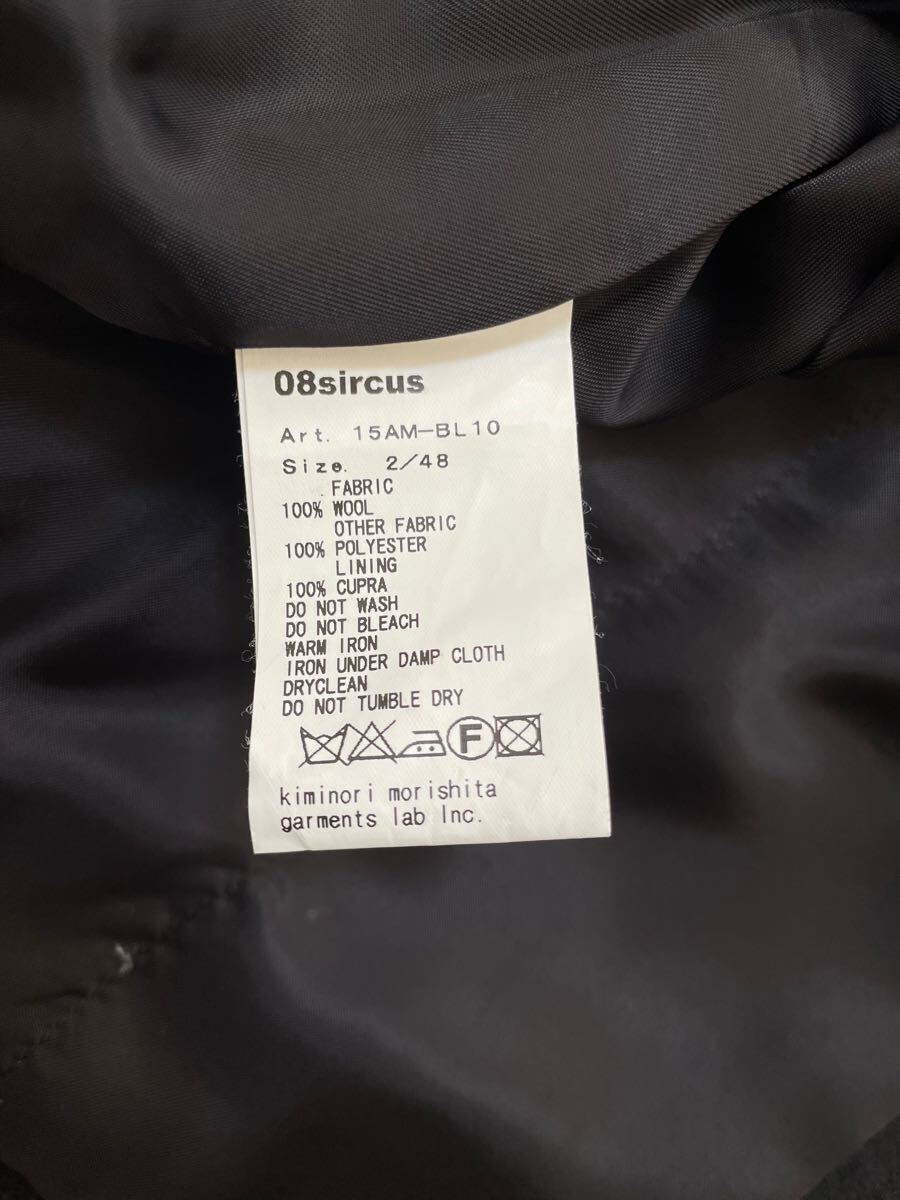 08sircus
Art. 15AM-BL10
Size. 2/48
.FABRIC
100% WOOL
OTHER FABRIC
100% POLYESTER
LINING
100% CUPRA
DO NOT WASH
DO NOT BLEACH
WARM IRON
IRON UNDER DAMP CLOTH
DRYCLEAN
DO NOT TUMBLE DRY
F
kiminori morishita
garments lab Inc.